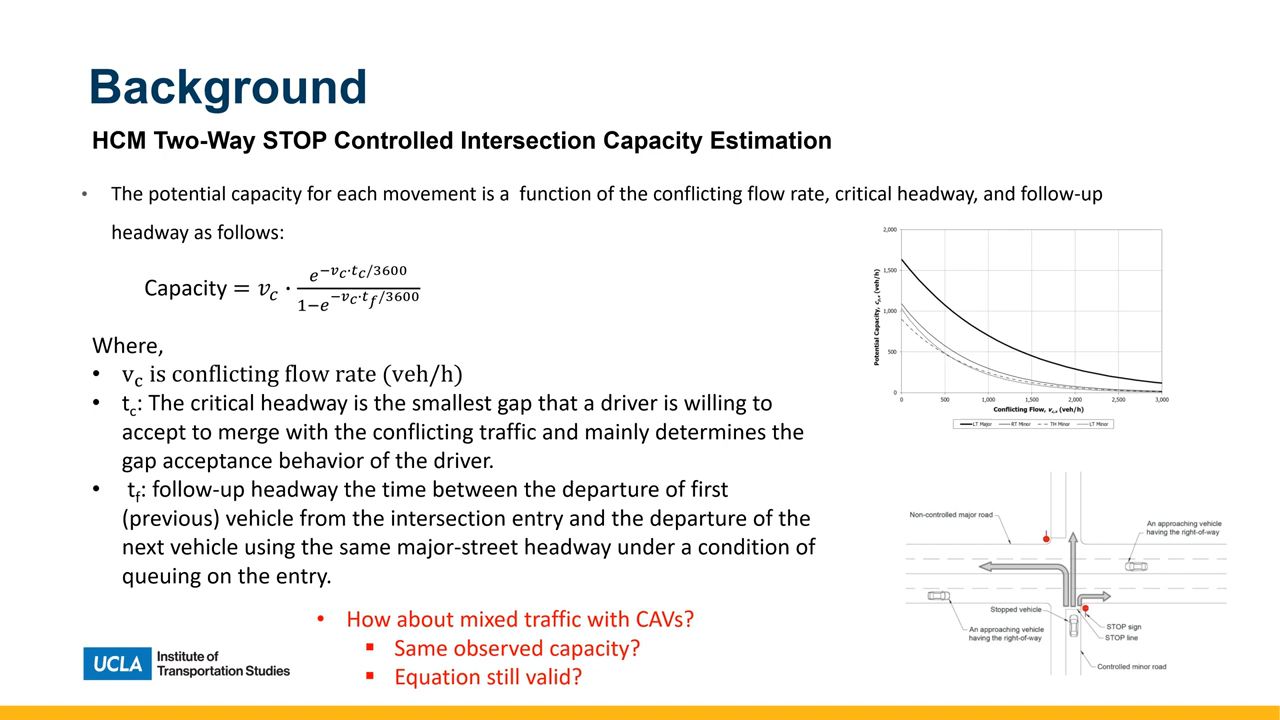 Background
HCM Two-Way STOP Controlled Intersection Capacity Estimation
• The potential capacity for each movement is a function of the conflicting flow rate, critical headway, and follow-up
headway as follows:
Capacity = v_c · e^{−v_c·t_c/3600} / 1−e^{−v_c·t_f/3600}
Where,
• v_c is conflicting flow rate (veh/h)
• t_c: The critical headway is the smallest gap that a driver is willing to
accept to merge with the conflicting traffic and mainly determines the
gap acceptance behavior of the driver.
• t_f: follow-up headway the time between the departure of first
(previous) vehicle from the intersection entry and the departure of the
next vehicle using the same major-street headway under a condition of
queuing on the entry.
• How about mixed traffic with CAVs?
▪ Same observed capacity?
▪ Equation still valid?
UCLA Institute of
Transportation Studies
Potential Capacity, c_{p,x} (veh/h)
2,000
1,500
1,000
500
0
0 500 1,000 1,500 2,000 2,500 3,000
Conflicting Flow, v_{c,x} (veh/h)
LT Major RT Minor TH Minor LT Minor
Non-controlled major road
An approaching vehicle
having the right-of-way
Stopped vehicle
An approaching vehicle
having the right-of-way
STOP sign
STOP line
Controlled minor road